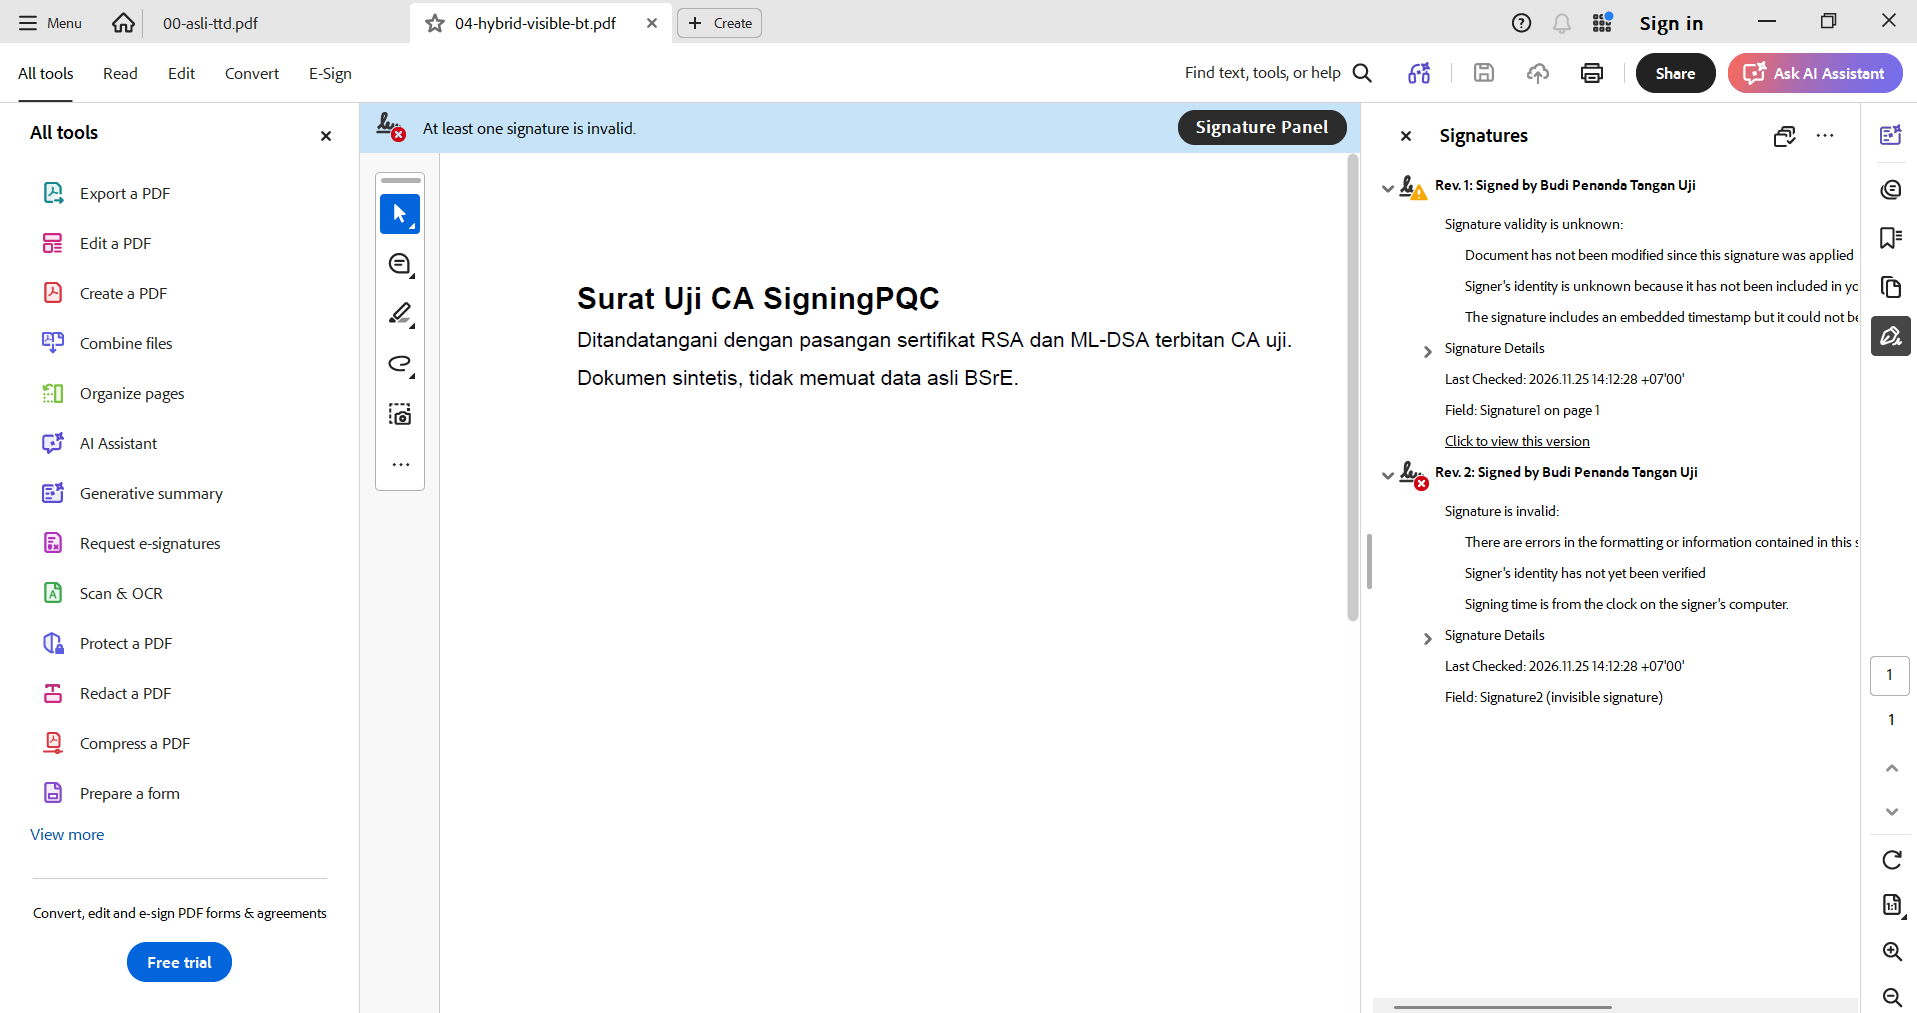 Menu
00-asli-ttd.pdf
04-hybrid-visible-bt.pdf
Create
Sign in
All tools
Read
Edit
Convert
E-Sign
Find text, tools, or help
Share
Ask AI Assistant
All tools
Export a PDF
Edit a PDF
Create a PDF
Combine files
Organize pages
AI Assistant
Generative summary
Request e-signatures
Scan & OCR
Protect a PDF
Redact a PDF
Compress a PDF
Prepare a form
View more
Convert, edit and e-sign PDF forms & agreements
Free trial
At least one signature is invalid.
Signature Panel
Surat Uji CA SigningPQC
Ditandatangani dengan pasangan sertifikat RSA dan ML-DSA terbitan CA uji.
Dokumen sintetis, tidak memuat data asli BSrE.
Signatures
Rev. 1: Signed by Budi Penanda Tangan Uji
Signature validity is unknown:
Document has not been modified since this signature was applied
Signer's identity is unknown because it has not been included in yo
The signature includes an embedded timestamp but it could not be
Signature Details
Last Checked: 2026.11.25 14:12:28 +07'00'
Field: Signature1 on page 1
Click to view this version
Rev. 2: Signed by Budi Penanda Tangan Uji
Signature is invalid:
There are errors in the formatting or information contained in this s
Signer's identity has not yet been verified
Signing time is from the clock on the signer's computer.
Signature Details
Last Checked: 2026.11.25 14:12:28 +07'00'
Field: Signature2 (invisible signature)
1
1